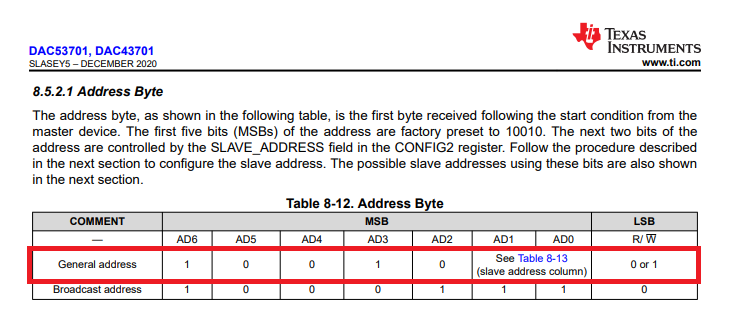 TEXAS
INSTRUMENTS
DAC53701, DAC43701
SLASEY5 – DECEMBER 2020
www.ti.com
8.5.2.1 Address Byte
The address byte, as shown in the following table, is the first byte received following the start condition from the
master device. The first five bits (MSBs) of the address are factory preset to 10010. The next two bits of the
address are controlled by the SLAVE_ADDRESS field in the CONFIG2 register. Follow the procedure described
in the next section to configure the slave address. The possible slave addresses using these bits are also shown
in the next section.
Table 8-12. Address Byte
COMMENT MSB LSB
— AD6 AD5 AD4 AD3 AD2 AD1 AD0 R/ W̅
General address 1 0 0 1 0 See Table 8-13 0 or 1
(slave address column)
Broadcast address 1 0 0 0 1 1 1 0